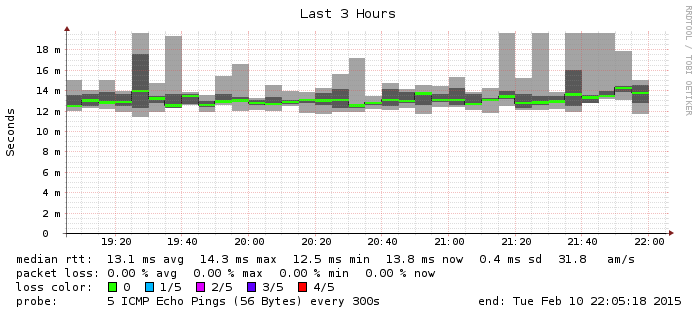 Last 3 Hours
RRDTOOL / TOBI OETIKER
Seconds
18 m
16 m
14 m
12 m
10 m
8 m
6 m
4 m
2 m
0
19:20 19:40 20:00 20:20 20:40 21:00 21:20 21:40 22:00
median rtt: 13.1 ms avg 14.3 ms max 12.5 ms min 13.8 ms now 0.4 ms sd 31.8 am/s
packet loss: 0.00 % avg 0.00 % max 0.00 % min 0.00 % now
loss color: 0 1/5 2/5 3/5 4/5
probe: 5 ICMP Echo Pings (56 Bytes) every 300s end: Tue Feb 10 22:05:18 2015